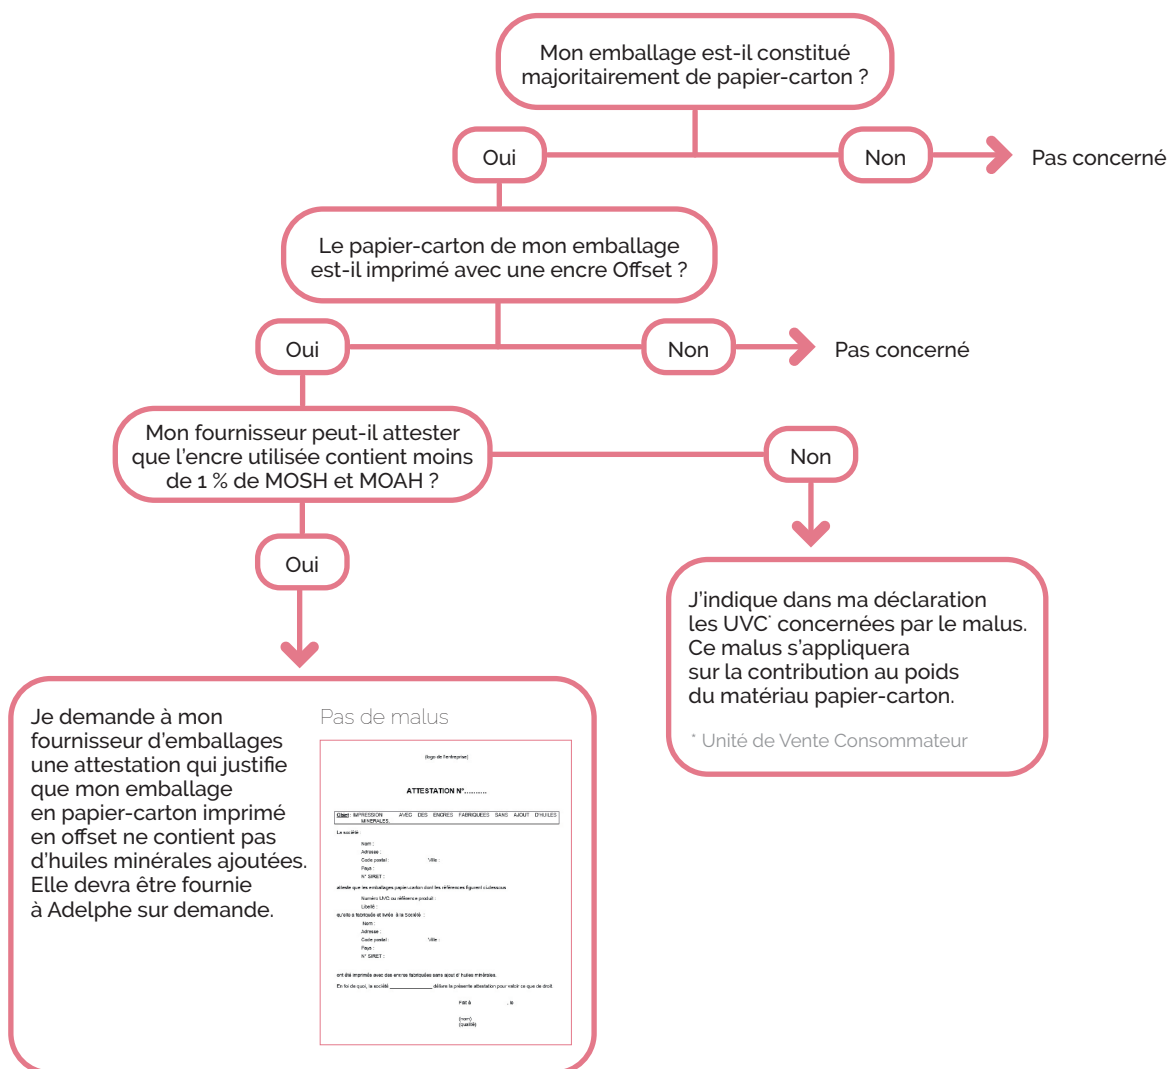 Mon emballage est-il constitué
majoritairement de papier-carton ?
Oui
Non
Pas concerné
Le papier-carton de mon emballage
est-il imprimé avec une encre Offset ?
Oui
Non
Pas concerné
Mon fournisseur peut-il attester
que l'encre utilisée contient moins
de 1 % de MOSH et MOAH ?
Non
Oui
J'indique dans ma déclaration
les UVC* concernées par le malus.
Ce malus s'appliquera
sur la contribution au poids
du matériau papier-carton.
* Unité de Vente Consommateur
Je demande à mon
fournisseur d'emballages
une attestation qui justifie
que mon emballage
en papier-carton imprimé
en offset ne contient pas
d'huiles minérales ajoutées.
Elle devra être fournie
à Adelphe sur demande.
Pas de malus
(logo de l'entreprise)
ATTESTATION N°..........
Objet : IMPRESSION AVEC DES ENCRES FABRIQUEES SANS AJOUT D'HUILES
MINERALES.
La société :
Nom :
Adresse :
Code postal : Ville :
Pays :
N° SIRET :
atteste que les emballages papier-carton dont les références figurent ci-dessous
Numéro UVC ou référence produit :
Libellé :
qu'elle a fabriqués et livrés à la Société :
Nom :
Adresse :
Code postal : Ville :
Pays :
N° SIRET :
ont été imprimés avec des encres fabriquées sans ajout d'huiles minérales.
En foi de quoi, la société ________________ délivre la présente attestation pour valoir ce que de droit
Fait à , le
(nom)
(qualité)